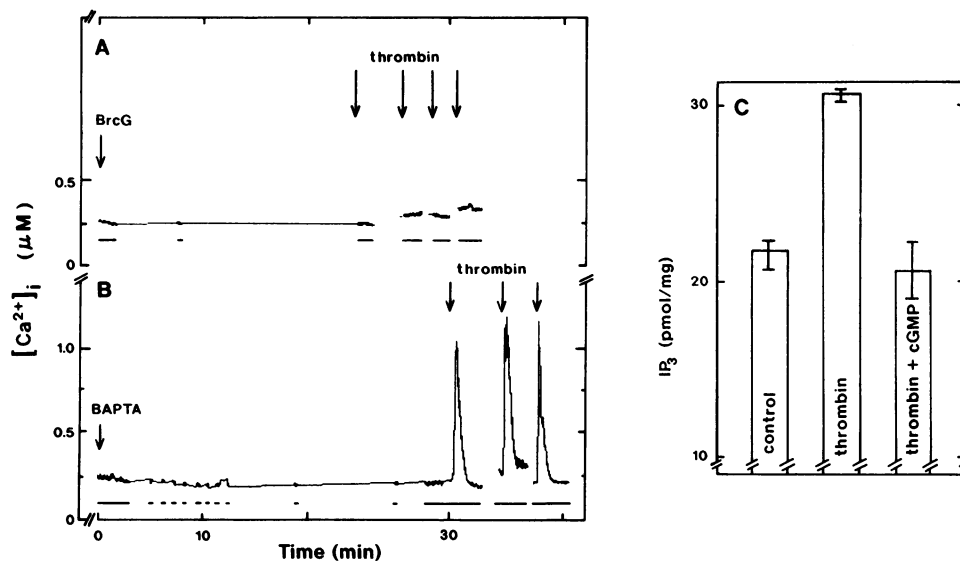 A
thrombin
BrcG
0.5
0
[Ca²⁺]ᵢ (μM)
B
thrombin
1.0
BAPTA
0.5
0
0 10 30
Time (min)
C
30
20
10
IP₃ (pmol/mg)
control
thrombin
thrombin + cGMP